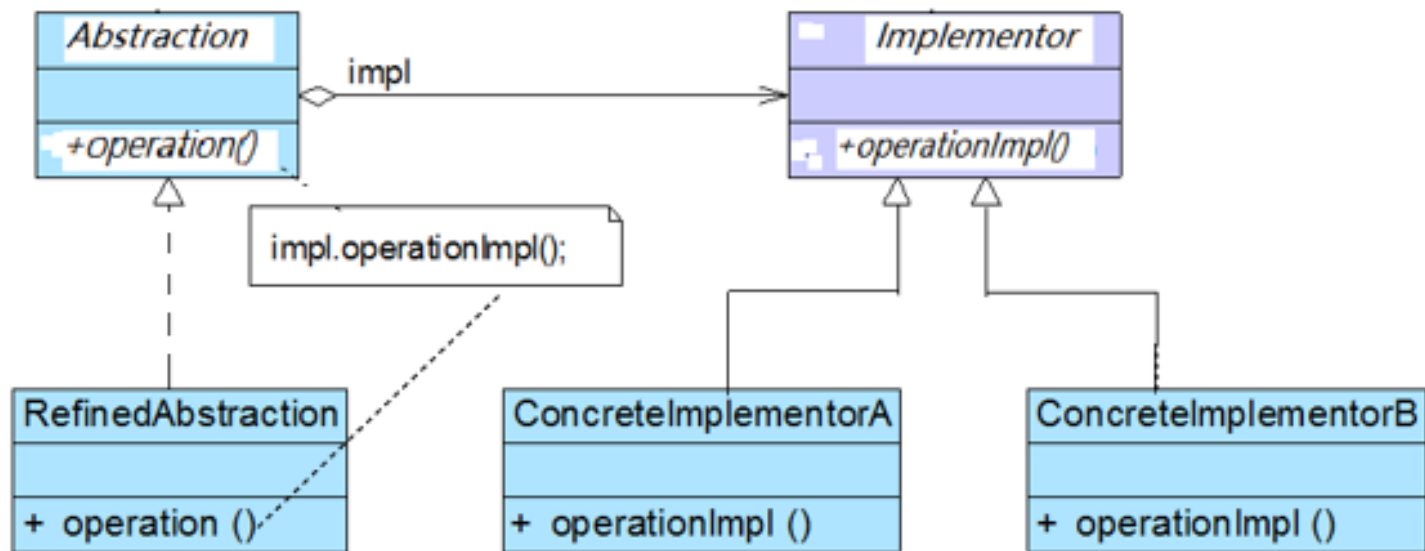 Abstraction
Implementor
impl
+operation()
+operationImpl()
impl.operationImpl();
RefinedAbstraction
ConcreteImplementorA
ConcreteImplementorB
+ operation ()
+ operationImpl ()
+ operationImpl ()